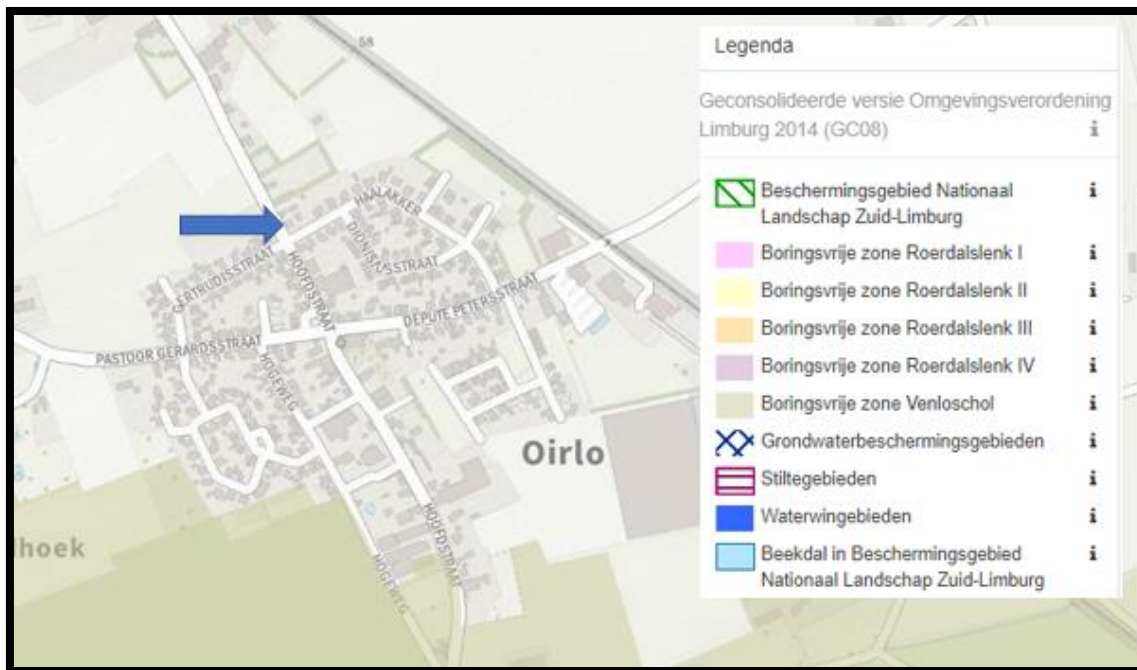 58
Legenda
Geconsolideerde versie Omgevingsverordening
Limburg 2014 (GC08)
i
Beschermingsgebied Nationaal
Landschap Zuid-Limburg
i
Boringsvrije zone Roerdalslenk I
i
Boringsvrije zone Roerdalslenk II
i
Boringsvrije zone Roerdalslenk III
i
Boringsvrije zone Roerdalslenk IV
i
Boringsvrije zone Venloschol
i
Grondwaterbeschermingsgebieden
i
Stiltegebieden
i
Waterwingebieden
i
Beekdal in Beschermingsgebied
Nationaal Landschap Zuid-Limburg
i
HAALAKKER
DIONISIUSSTRAAT
GERTRUDISSTRAAT
HOOFDSTRAAT
DEPUTÉ PETERSSTRAAT
PASTOOR GERARDSSTRAAT
HOGEWEG
Oirlo
HOOFDSTRAAT
lhoek
HOGEWEG